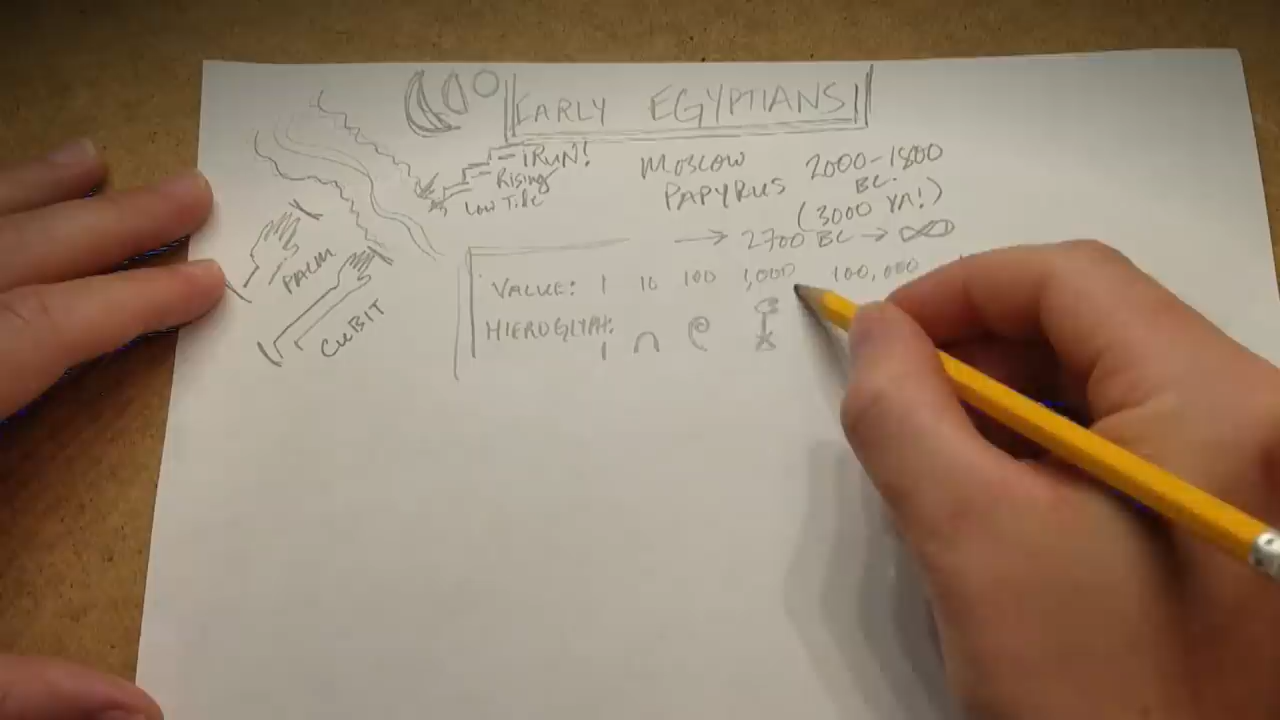 EARLY EGYPTIANS
RUN!
Rising
Low Tide
MOSCOW PAPYRUS
2000-1800 BC.
(3000 YA!)
→ 2700 BC → ∞
PALM
CUBIT
VALUE: 1 10 100 1,000 100,000
HIEROGLYPH: